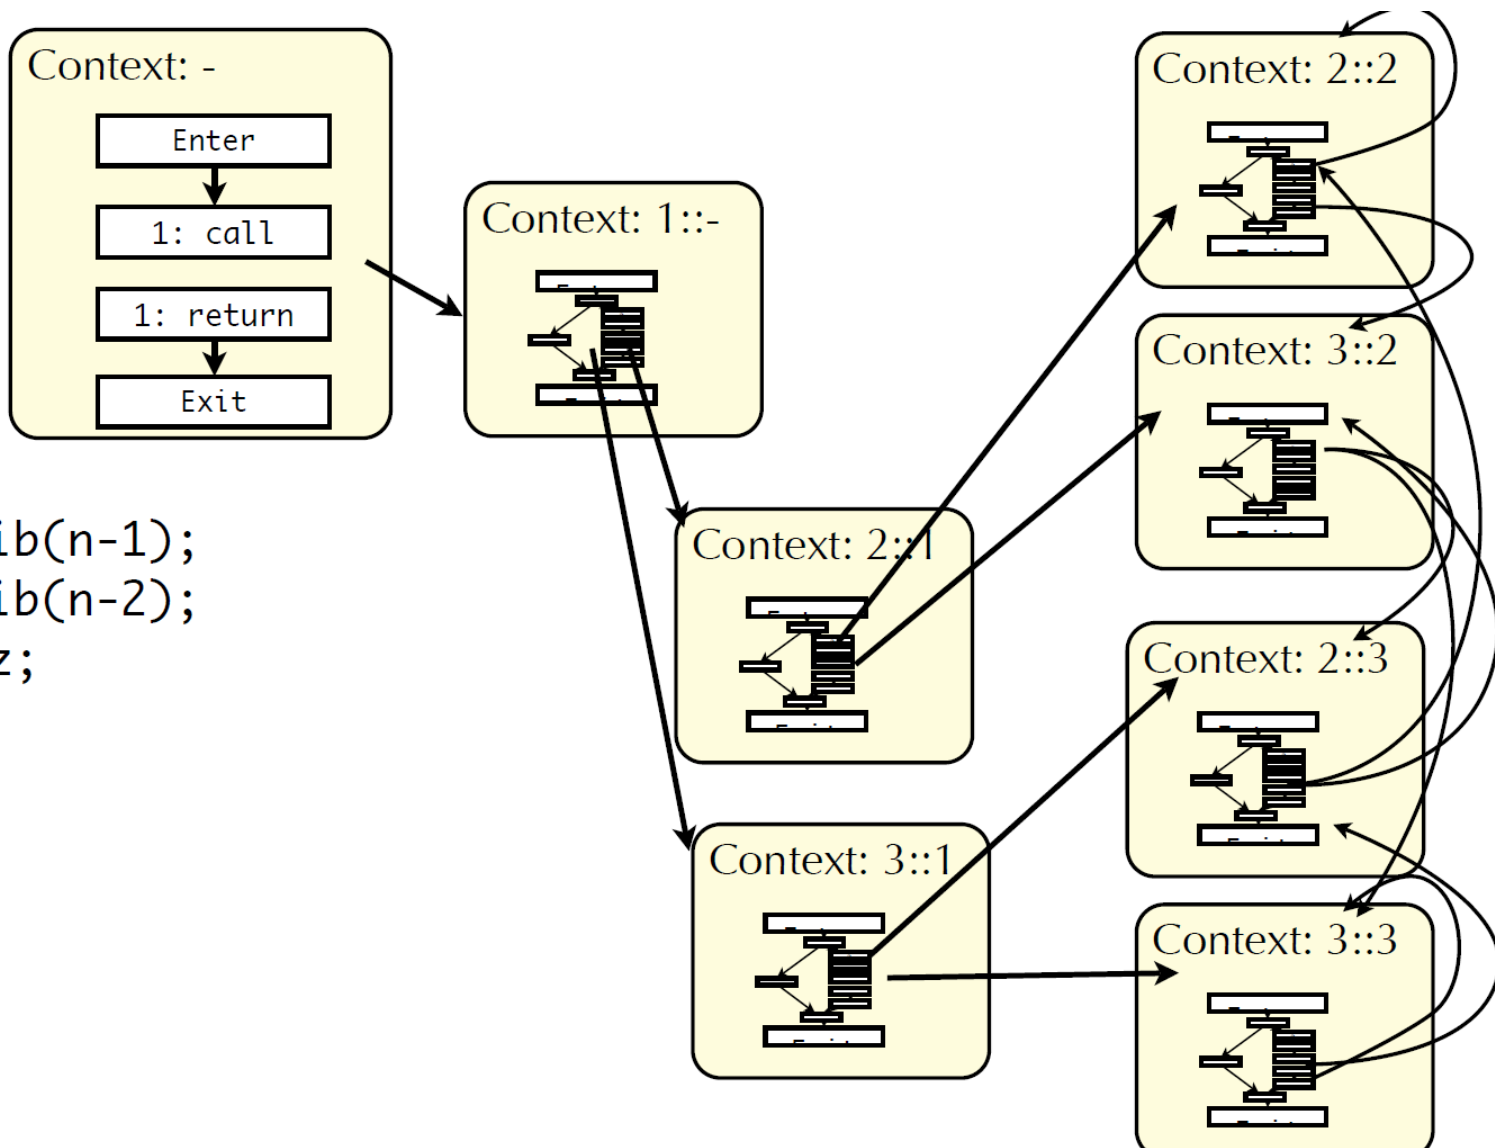 Context: -
Enter
1: call
1: return
Exit
ib(n-1);
ib(n-2);
z;
Context: 1::-
Context: 2::1
Context: 3::1
Context: 2::2
Context: 3::2
Context: 2::3
Context: 3::3